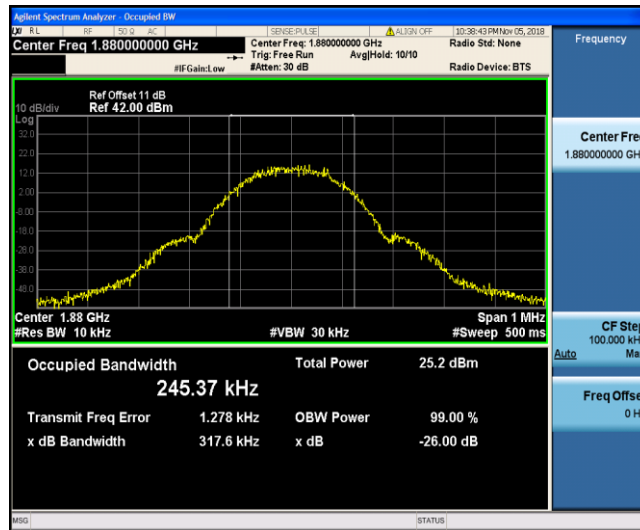 Agilent Spectrum Analyzer - Occupied BW
RL RF 50 Ω AC SENSE:PULSE ALIGN OFF 10:38:43 PM Nov 05, 2018
Center Freq 1.880000000 GHz
Center Freq: 1.880000000 GHz
Radio Std: None
Trig: Free Run Avg|Hold: 10/10
#IFGain:Low
#Atten: 30 dB
Radio Device: BTS
Frequency
Ref Offset 11 dB
10 dB/div Ref 42.00 dBm
Log
32.0
22.0
12.0
2.00
-8.00
-18.0
-28.0
-38.0
-48.0
Center 1.88 GHz Span 1 MHz
#Res BW 10 kHz #VBW 30 kHz #Sweep 500 ms
Occupied Bandwidth Total Power 25.2 dBm
245.37 kHz
Transmit Freq Error 1.278 kHz OBW Power 99.00 %
x dB Bandwidth 317.6 kHz x dB -26.00 dB
Center Fre
1.880000000 GH
CF Step
100.000 kH
Auto Ma
Freq Offse
0 H
MSG STATUS